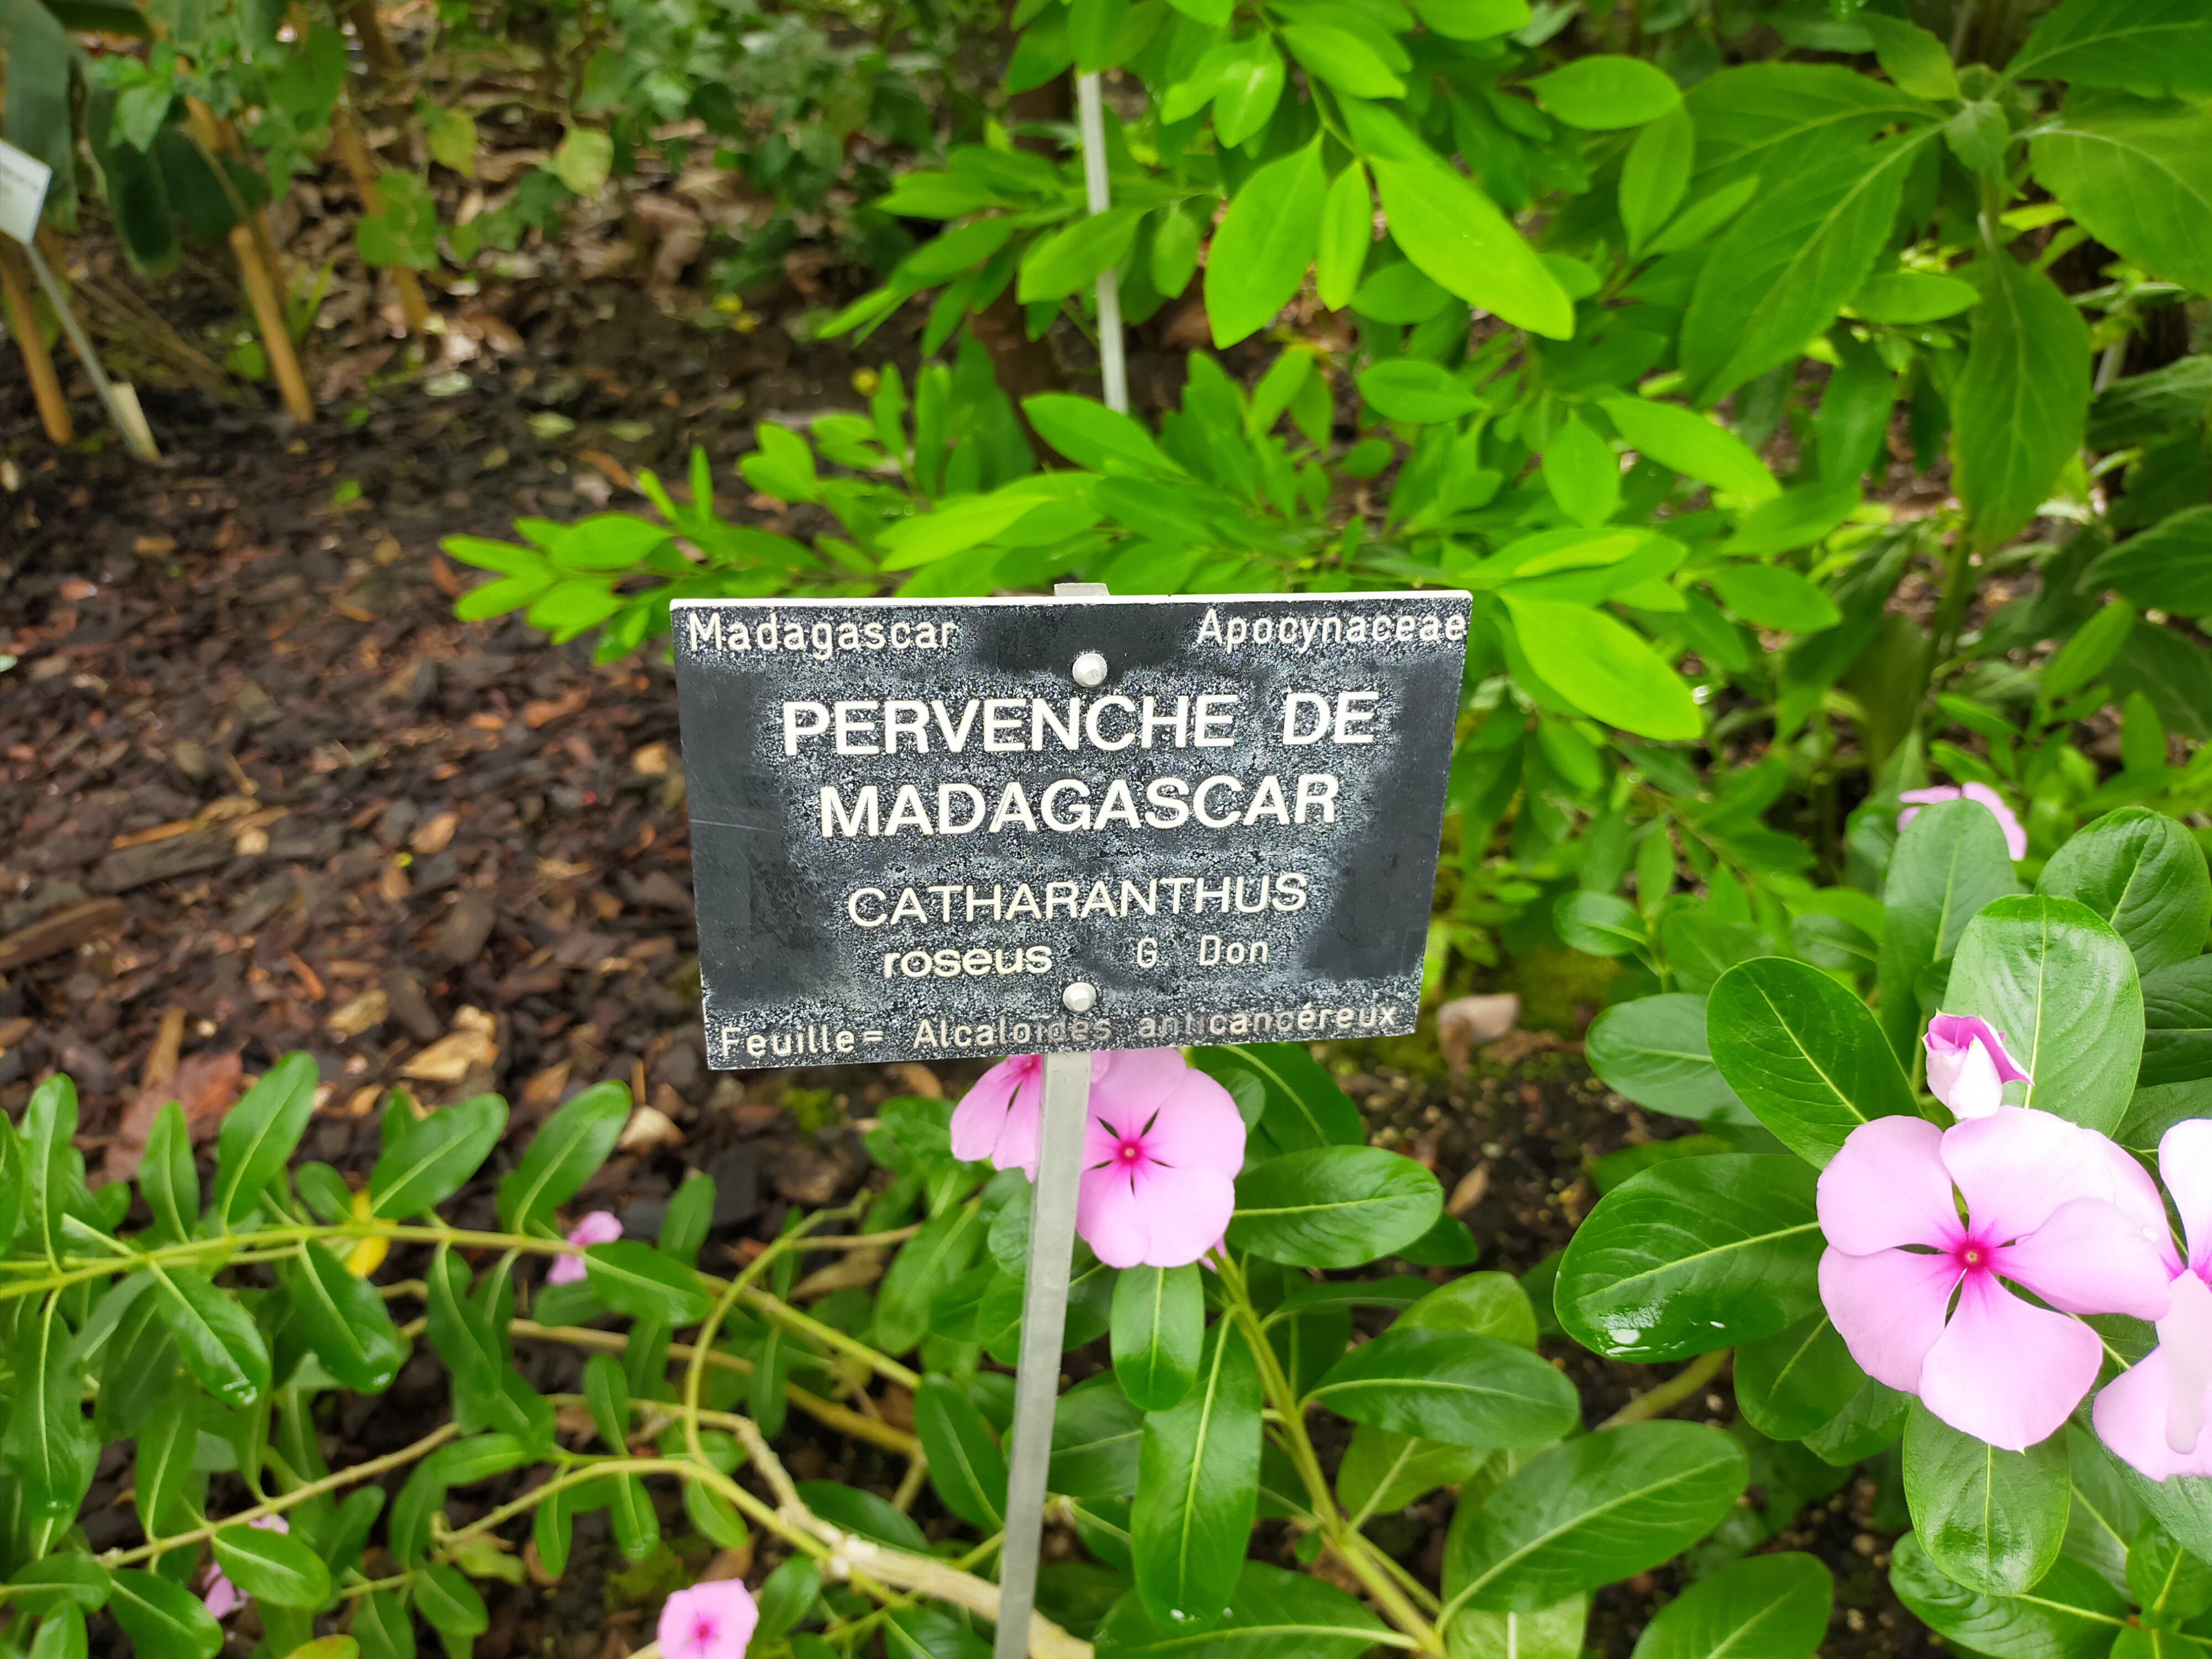 Madagascar Apocynaceae
PERVENCHE DE
MADAGASCAR
CATHARANTHUS
roseus G Don
Feuille= Alcaloïdes anticancéreux